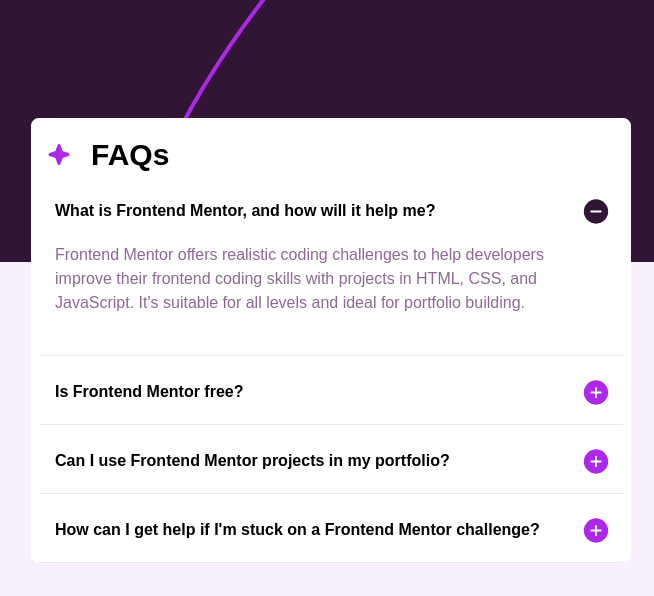 FAQs
What is Frontend Mentor, and how will it help me?
Frontend Mentor offers realistic coding challenges to help developers
improve their frontend coding skills with projects in HTML, CSS, and
JavaScript. It's suitable for all levels and ideal for portfolio building.
Is Frontend Mentor free?
Can I use Frontend Mentor projects in my portfolio?
How can I get help if I'm stuck on a Frontend Mentor challenge?